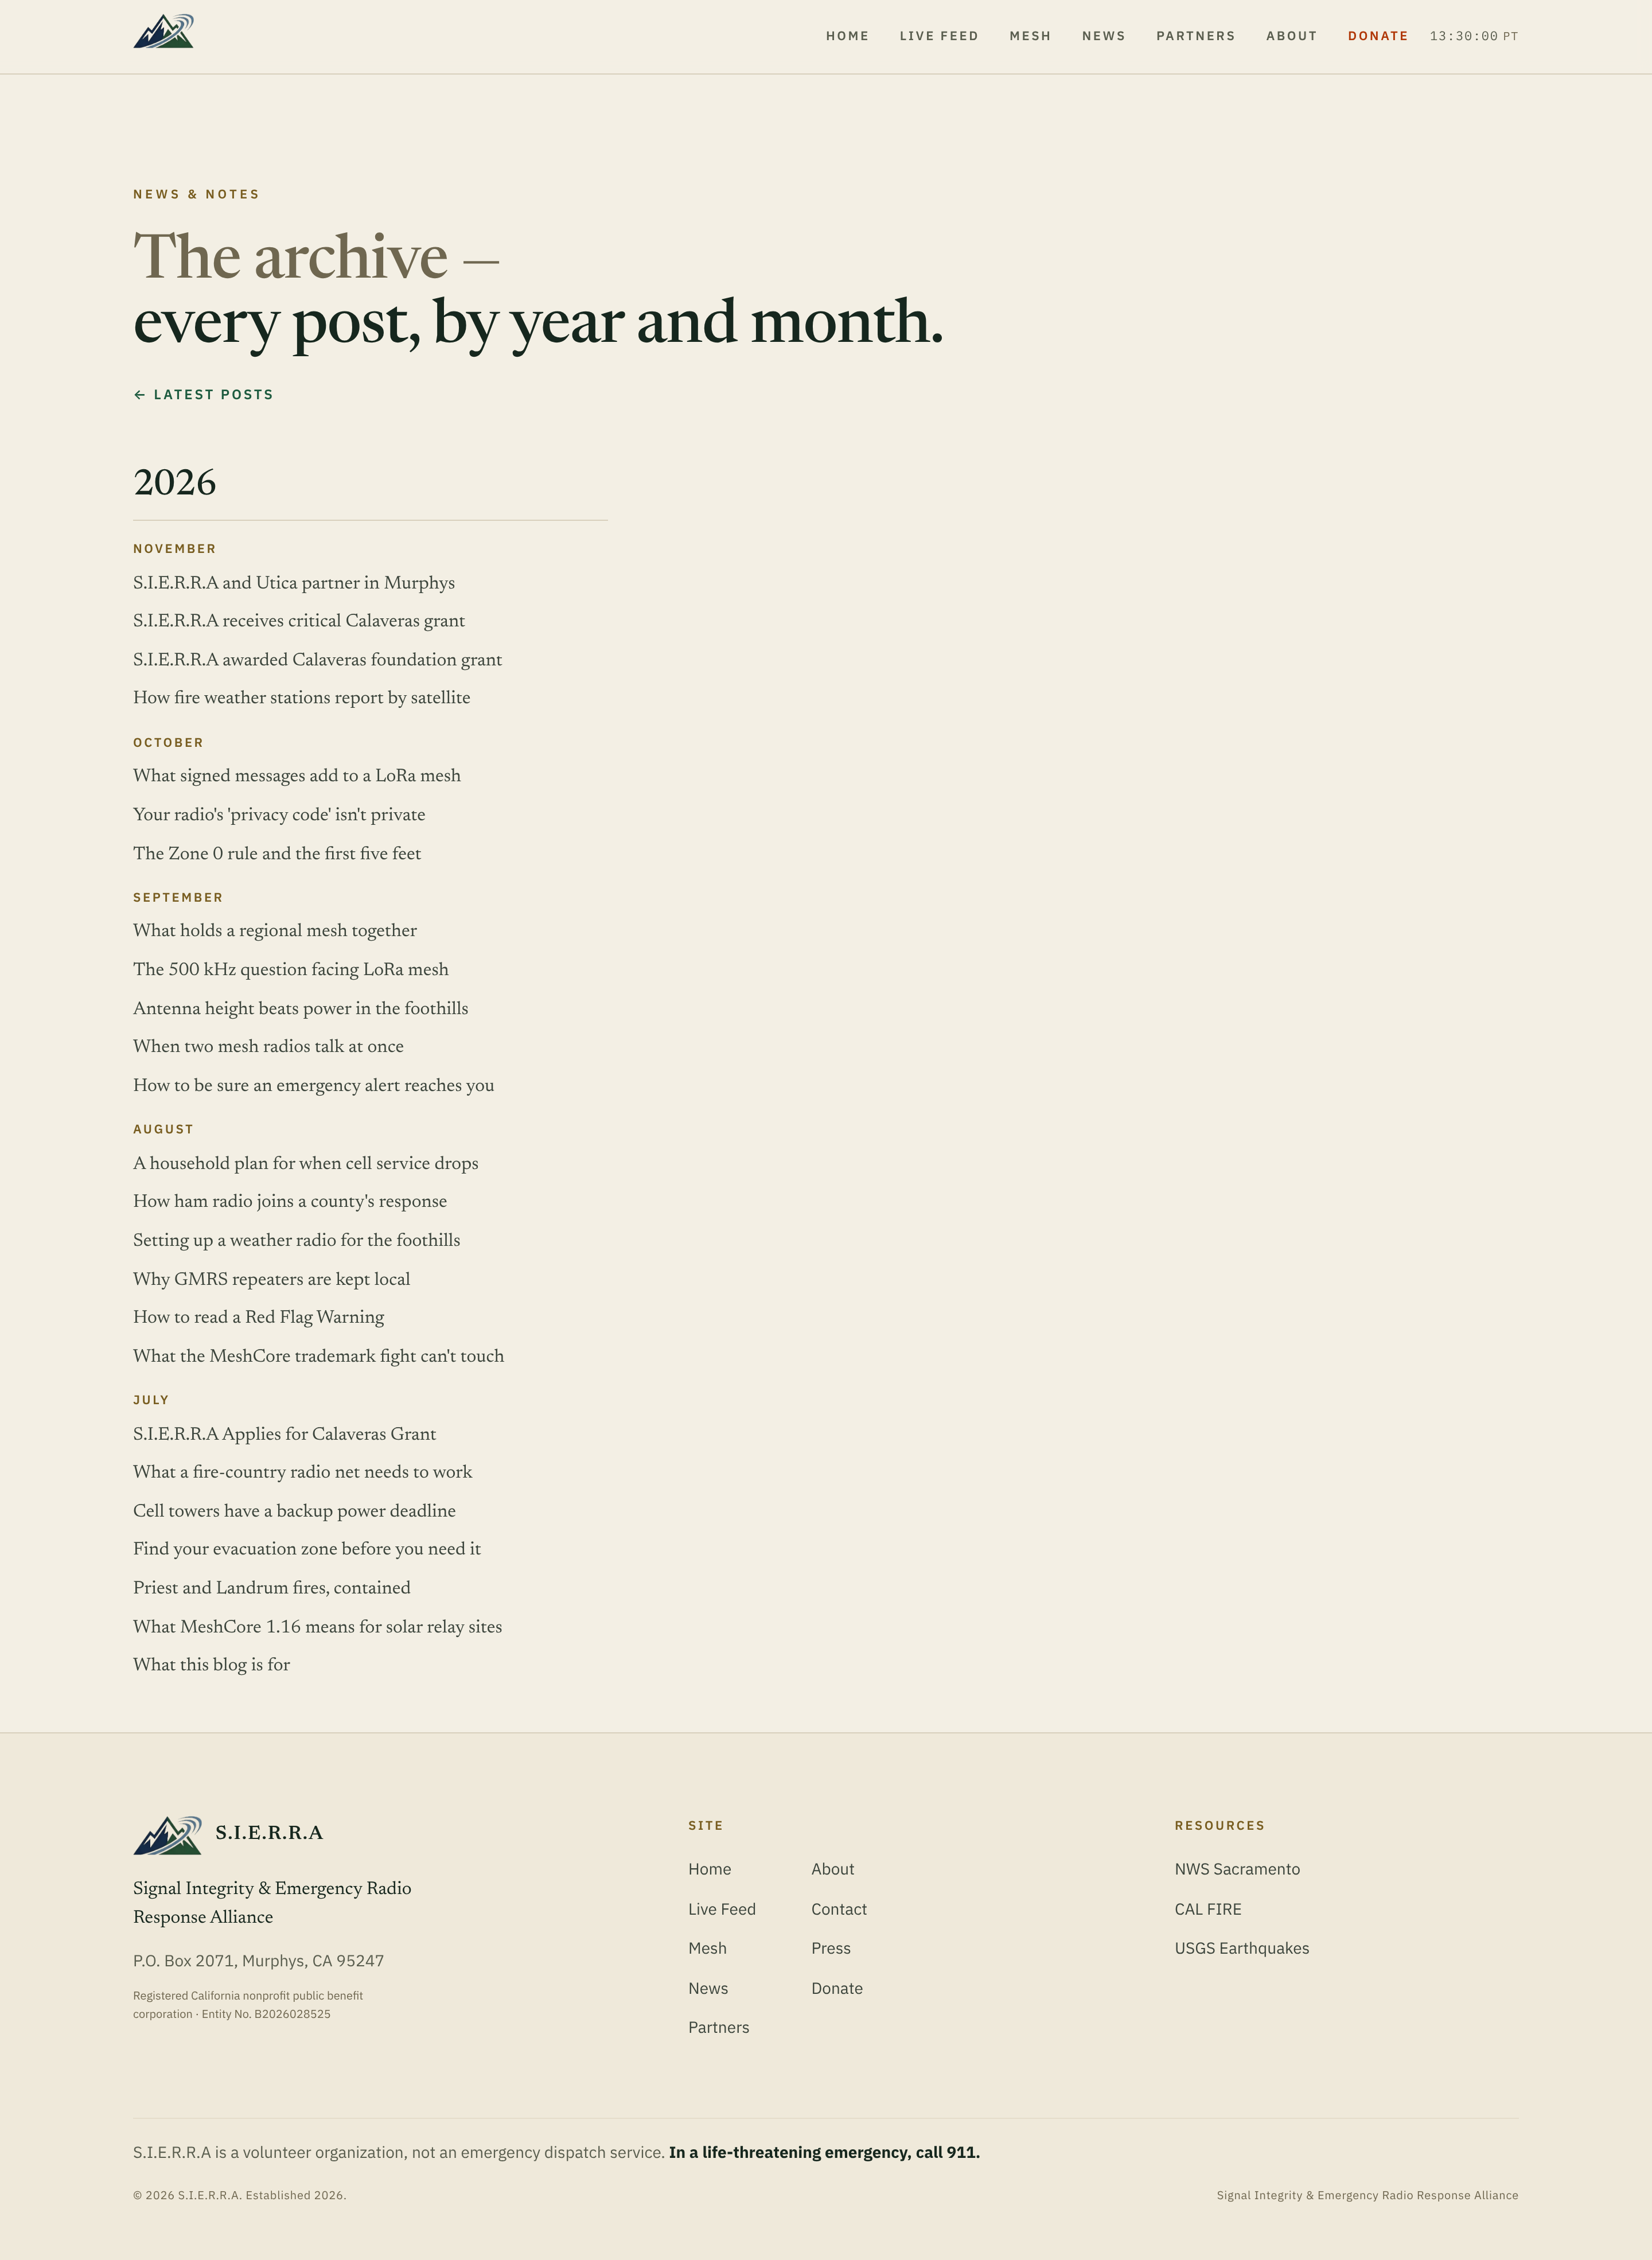 HOME LIVE FEED MESH NEWS PARTNERS ABOUT DONATE 13:30:00 PT
NEWS & NOTES
The archive —
every post, by year and month.
← LATEST POSTS
2026
NOVEMBER
S.I.E.R.R.A and Utica partner in Murphys
S.I.E.R.R.A receives critical Calaveras grant
S.I.E.R.R.A awarded Calaveras foundation grant
How fire weather stations report by satellite
OCTOBER
What signed messages add to a LoRa mesh
Your radio's 'privacy code' isn't private
The Zone 0 rule and the first five feet
SEPTEMBER
What holds a regional mesh together
The 500 kHz question facing LoRa mesh
Antenna height beats power in the foothills
When two mesh radios talk at once
How to be sure an emergency alert reaches you
AUGUST
A household plan for when cell service drops
How ham radio joins a county's response
Setting up a weather radio for the foothills
Why GMRS repeaters are kept local
How to read a Red Flag Warning
What the MeshCore trademark fight can't touch
JULY
S.I.E.R.R.A Applies for Calaveras Grant
What a fire-country radio net needs to work
Cell towers have a backup power deadline
Find your evacuation zone before you need it
Priest and Landrum fires, contained
What MeshCore 1.16 means for solar relay sites
What this blog is for
S.I.E.R.R.A
Signal Integrity & Emergency Radio
Response Alliance
P.O. Box 2071, Murphys, CA 95247
Registered California nonprofit public benefit
corporation · Entity No. B2026028525
SITE
Home About
Live Feed Contact
Mesh Press
News Donate
Partners
RESOURCES
NWS Sacramento
CAL FIRE
USGS Earthquakes
S.I.E.R.R.A is a volunteer organization, not an emergency dispatch service. In a life-threatening emergency, call 911.
© 2026 S.I.E.R.R.A. Established 2026.
Signal Integrity & Emergency Radio Response Alliance